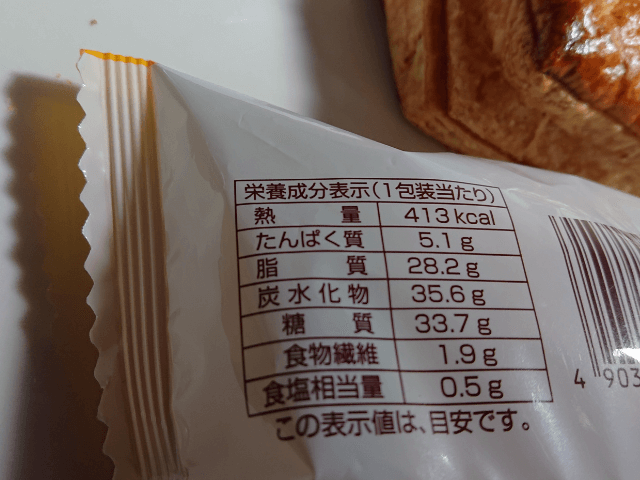 栄養成分表示(1包装当たり)
熱量 413kcal
たんぱく質 5.1g
脂質 28.2g
炭水化物 35.6g
糖質 33.7g
食物繊維 1.9g
食塩相当量 0.5g
この表示値は、目安です。
4 903